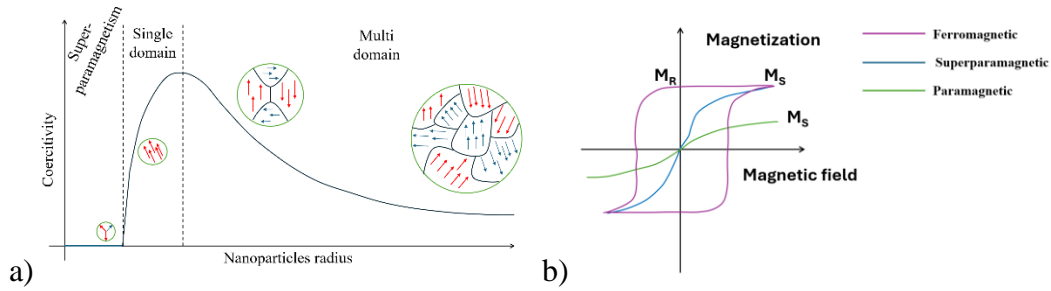 Super-
paramagnetism
Single
domain
Multi
domain
Coercitivity
Nanoparticles radius
a)
Magnetization
M_R
M_S
M_S
Magnetic field
Ferromagnetic
Superparamagnetic
Paramagnetic
b)